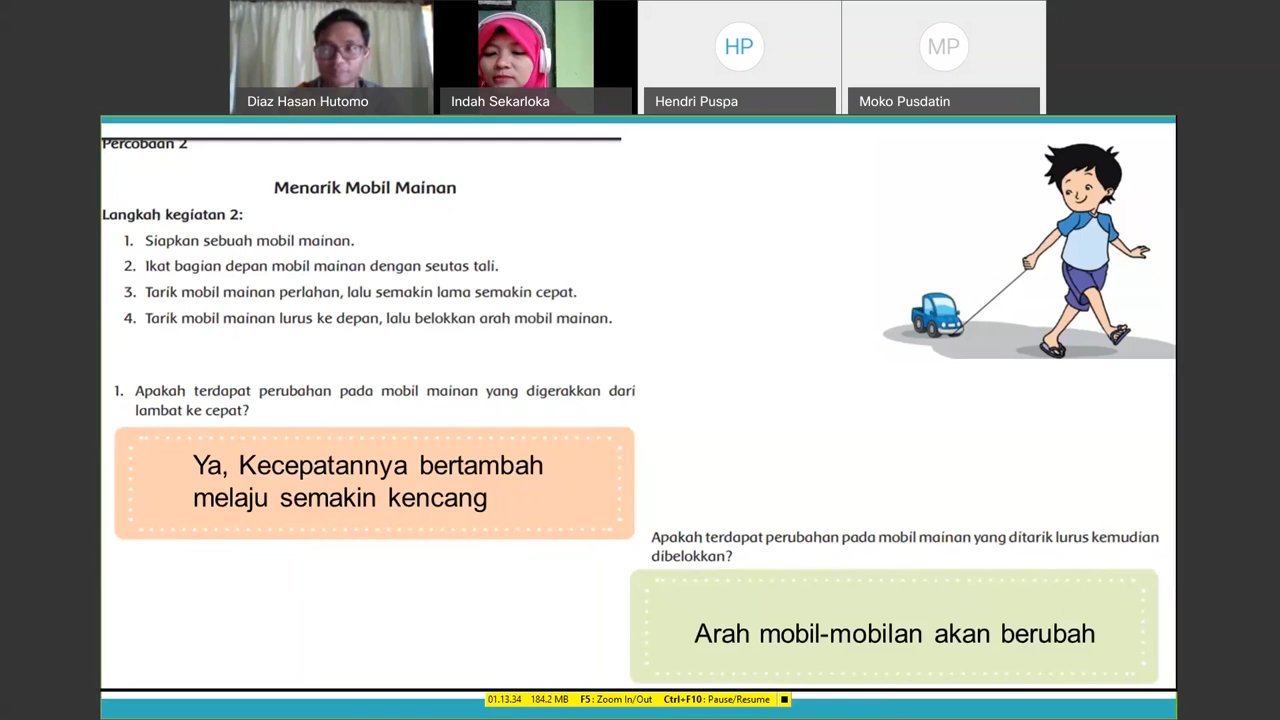 HP
MP
Diaz Hasan Hutomo
Indah Sekarloka
Hendri Puspa
Moko Pusdatin
Percobaan 2
Menarik Mobil Mainan
Langkah kegiatan 2:
1. Siapkan sebuah mobil mainan.
2. Ikat bagian depan mobil mainan dengan seutas tali.
3. Tarik mobil mainan perlahan, lalu semakin lama semakin cepat.
4. Tarik mobil mainan lurus ke depan, lalu belokkan arah mobil mainan.
1. Apakah terdapat perubahan pada mobil mainan yang digerakkan dari
lambat ke cepat?
Ya, Kecepatannya bertambah
melaju semakin kencang
Apakah terdapat perubahan pada mobil mainan yang ditarik lurus kemudian
dibelokkan?
Arah mobil-mobilan akan berubah
01.13.34 184.2 MB F5: Zoom In/Out Ctrl+F10: Pause/Resume